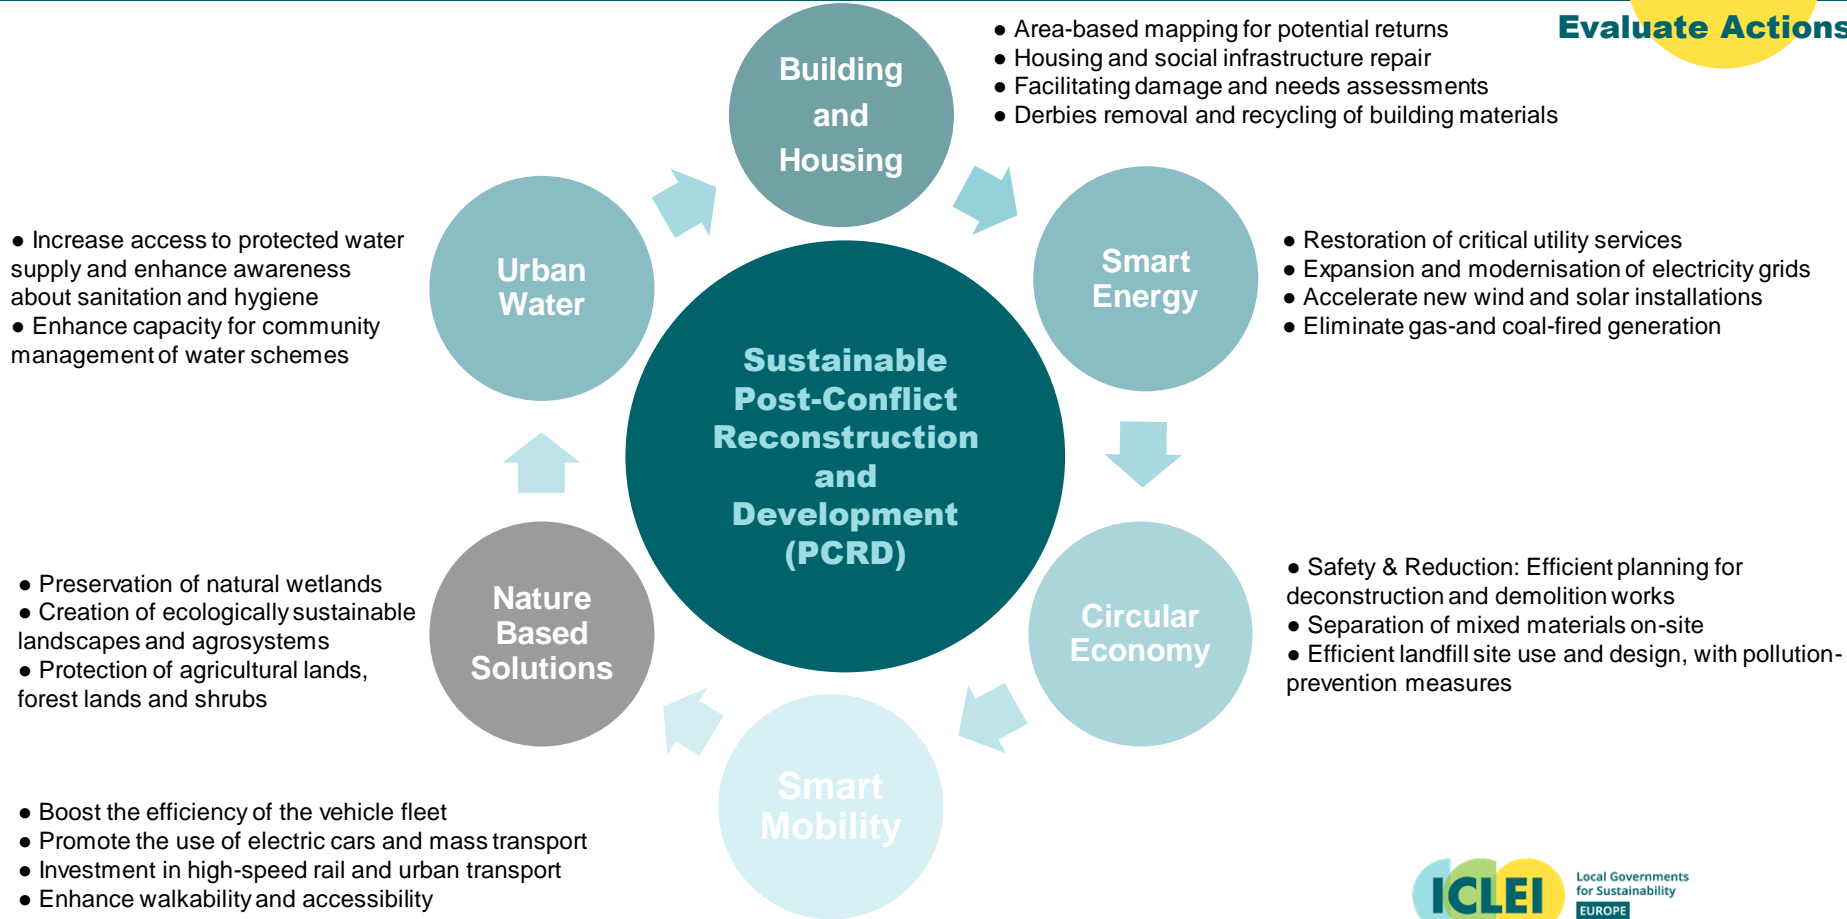 Evaluate Actions
Building
and
Housing
● Area-based mapping for potential returns
● Housing and social infrastructure repair
● Facilitating damage and needs assessments
● Derbies removal and recycling of building materials
Smart
Energy
● Restoration of critical utility services
● Expansion and modernisation of electricity grids
● Accelerate new wind and solar installations
● Eliminate gas-and coal-fired generation
Circular
Economy
● Safety & Reduction: Efficient planning for
deconstruction and demolition works
● Separation of mixed materials on-site
● Efficient landfill site use and design, with pollution-
prevention measures
Smart
Mobility
● Boost the efficiency of the vehicle fleet
● Promote the use of electric cars and mass transport
● Investment in high-speed rail and urban transport
● Enhance walkability and accessibility
Nature
Based
Solutions
● Preservation of natural wetlands
● Creation of ecologically sustainable
landscapes and agrosystems
● Protection of agricultural lands,
forest lands and shrubs
Urban
Water
● Increase access to protected water
supply and enhance awareness
about sanitation and hygiene
● Enhance capacity for community
management of water schemes
Sustainable
Post-Conflict
Reconstruction
and
Development
(PCRD)
ICLEI
Local Governments
for Sustainability
EUROPE